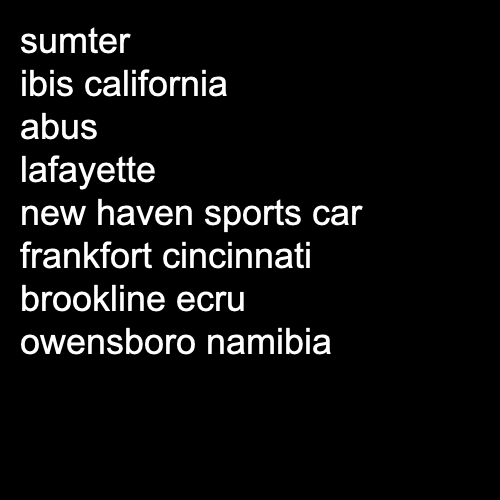 sumter
ibis california
abus
lafayette
new haven sports car
frankfort cincinnati
brookline ecru
owensboro namibia